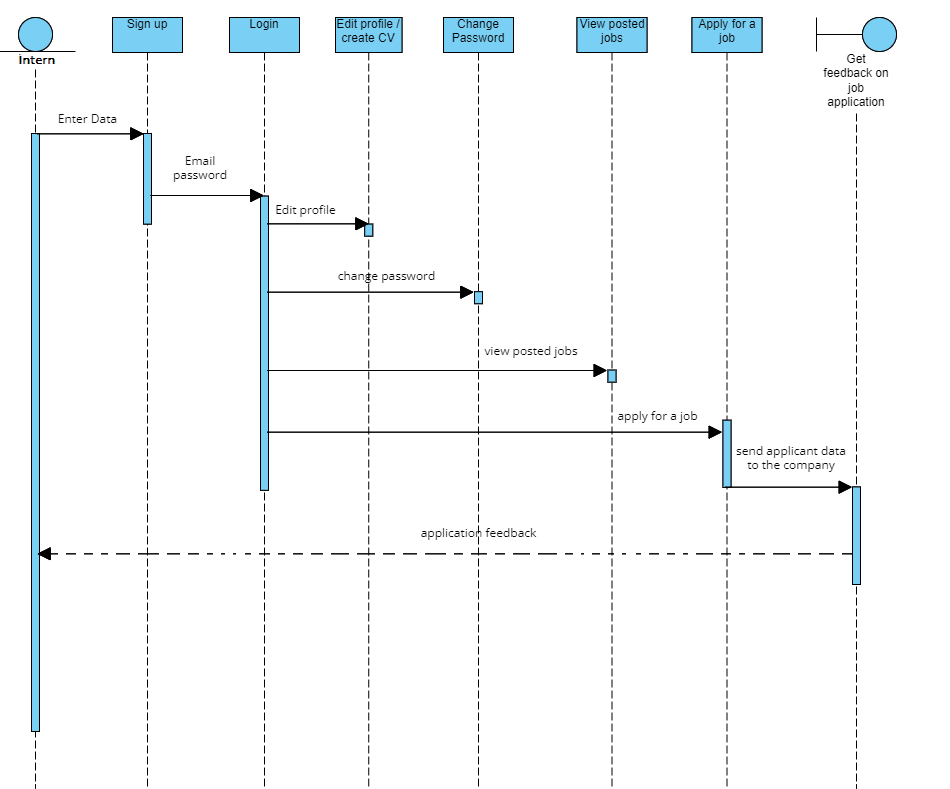 Sign up
Login
Edit profile /
create CV
Change
Password
View posted
jobs
Apply for a
job
Intern
Get
feedback on
job
application
Enter Data
Email
password
Edit profile
change password
view posted jobs
apply for a job
send applicant data
to the company
application feedback